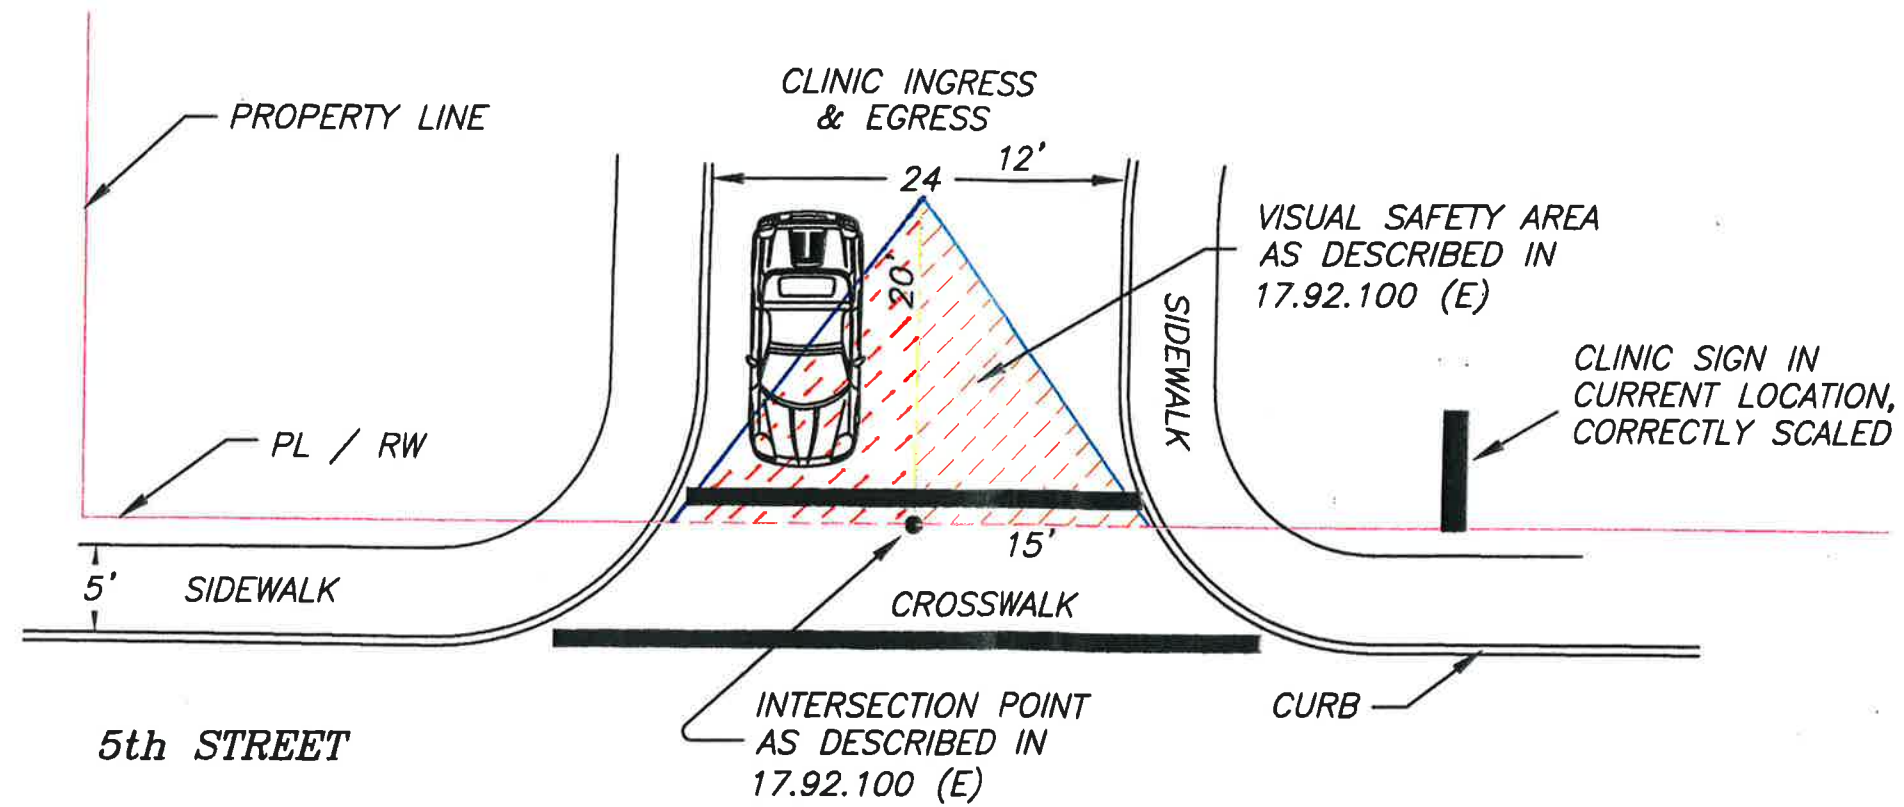 CLINIC INGRESS
& EGRESS
PROPERTY LINE
12'
24
VISUAL SAFETY AREA
AS DESCRIBED IN
17.92.100 (E)
20'
SIDEWALK
CLINIC SIGN IN
CURRENT LOCATION,
CORRECTLY SCALED
PL / RW
15'
5'
SIDEWALK
CROSSWALK
INTERSECTION POINT
AS DESCRIBED IN
17.92.100 (E)
CURB
5th STREET